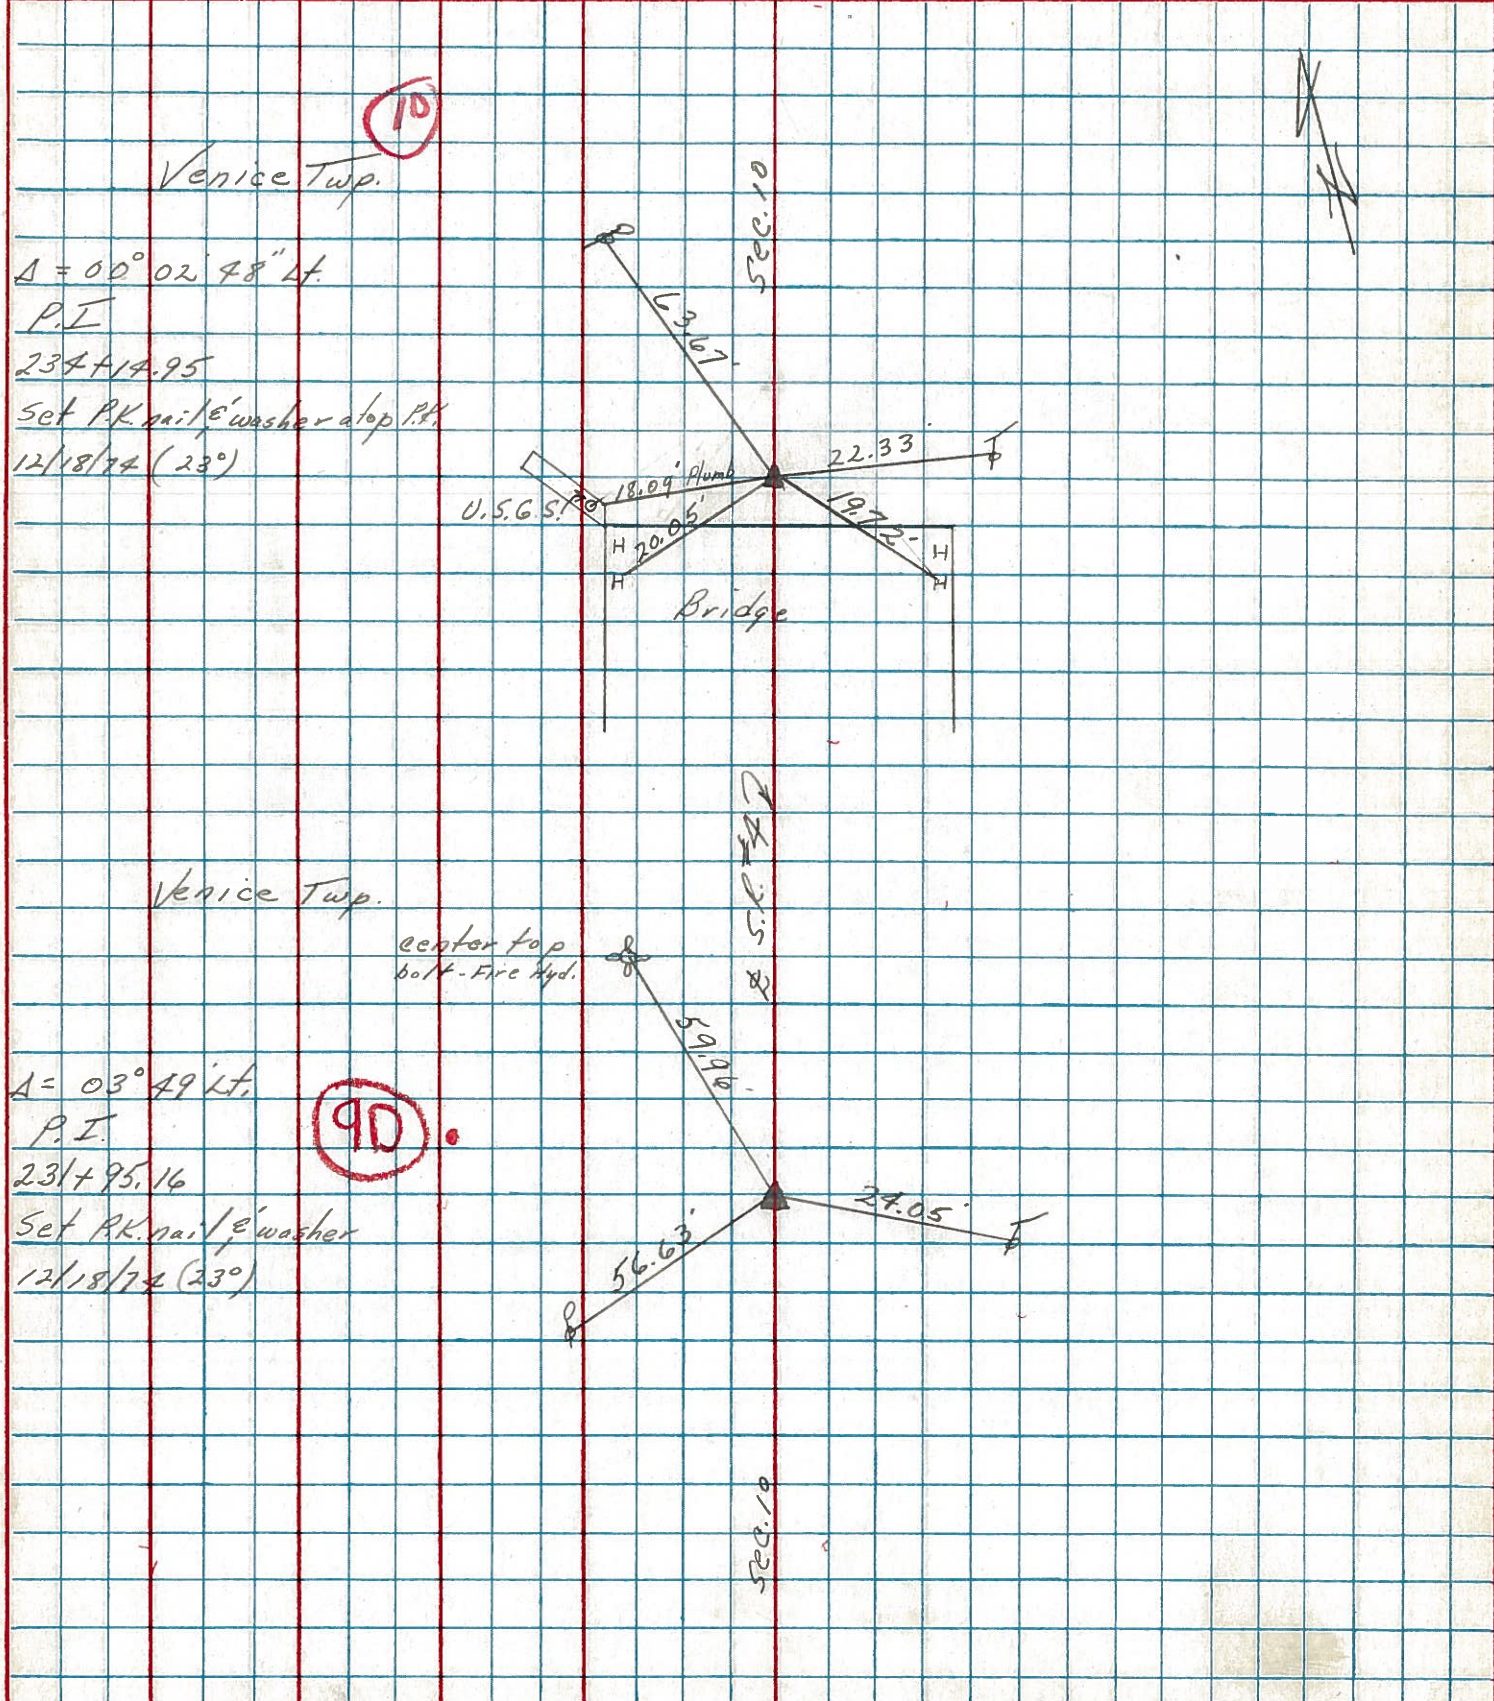 10
Venice Twp.
Sec. 10
Δ = 00° 02' 48" Lt.
P.I
234+14.95
Set P.K. nail & washer atop P.K.
12/18/74 (23°)
63.67'
22.33'
18.09' Plumb
U.S.G.S.
20.05'
19.72'
H
H
H
H
Bridge
℄ S.R. 
Venice Twp.
center top
bolt-Fire Hyd.
59.96'
Δ = 03° 49' Lt.
9D
P.I.
231+95.16
Set P.K. nail & washer
12/18/74 (23°)
24.05'
56.63'
Sec. 10